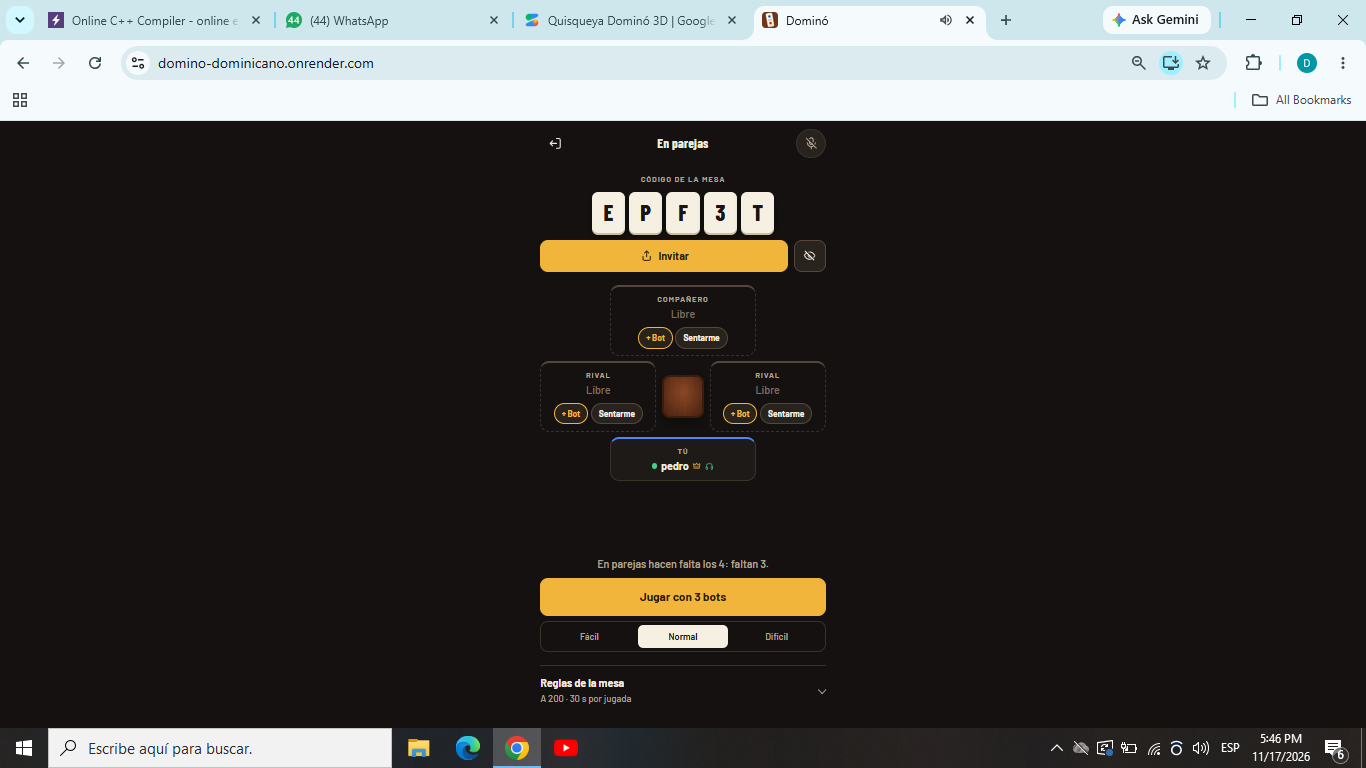 Online C++ Compiler - online e
(44) WhatsApp
Quisqueya Dominó 3D | Google
Dominó
Ask Gemini
domino-dominicano.onrender.com
D
All Bookmarks
En parejas
CÓDIGO DE LA MESA
E P F 3 T
Invitar
COMPAÑERO
Libre
+ Bot Sentarme
RIVAL RIVAL
Libre Libre
+ Bot Sentarme + Bot Sentarme
TÚ
pedro
En parejas hacen falta los 4: faltan 3.
Jugar con 3 bots
Fácil Normal Difícil
Reglas de la mesa
A 200 · 30 s por jugada
Escribe aquí para buscar.
ESP
5:46 PM
11/17/2026
6